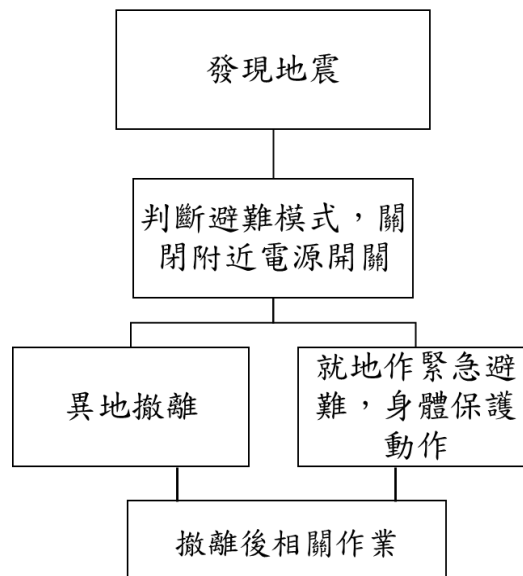 發現地震
判斷避難模式，關
閉附近電源開關
異地撤離
就地作緊急避
難，身體保護
動作
撤離後相關作業